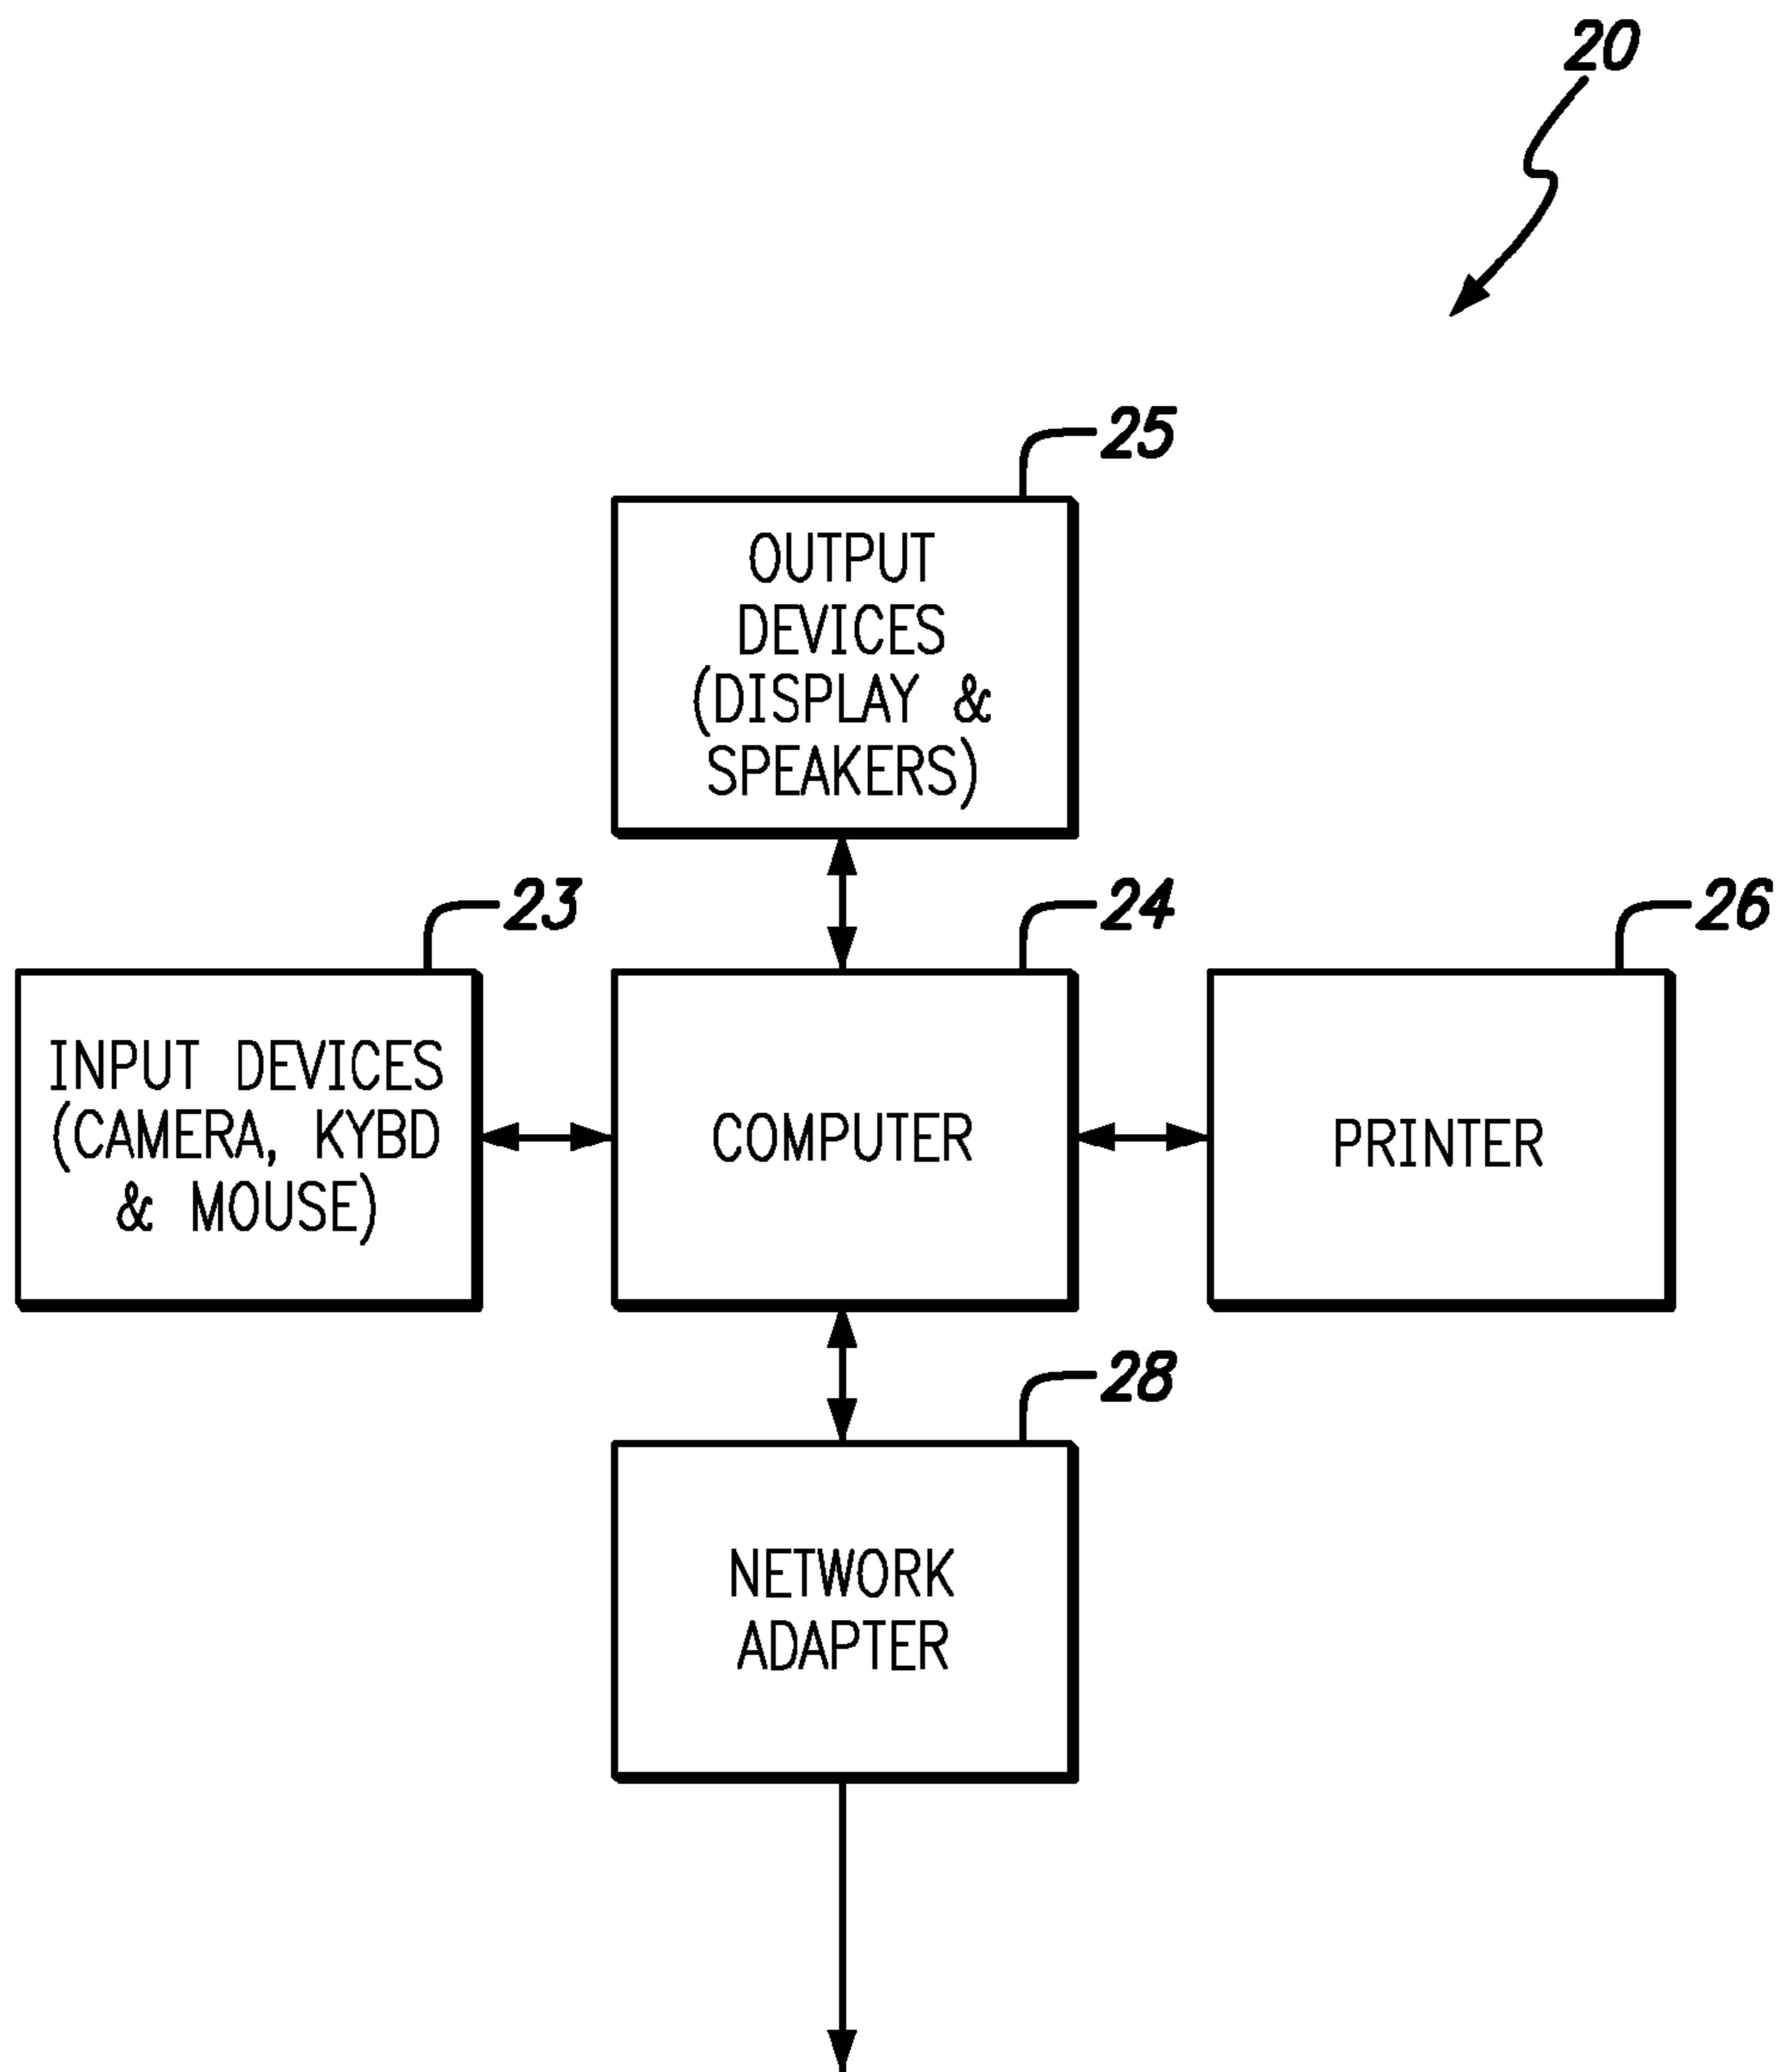 20
25
OUTPUT
DEVICES
(DISPLAY &
SPEAKERS)
23
24
26
INPUT DEVICES
(CAMERA, KYBD
& MOUSE)
COMPUTER
PRINTER
28
NETWORK
ADAPTER